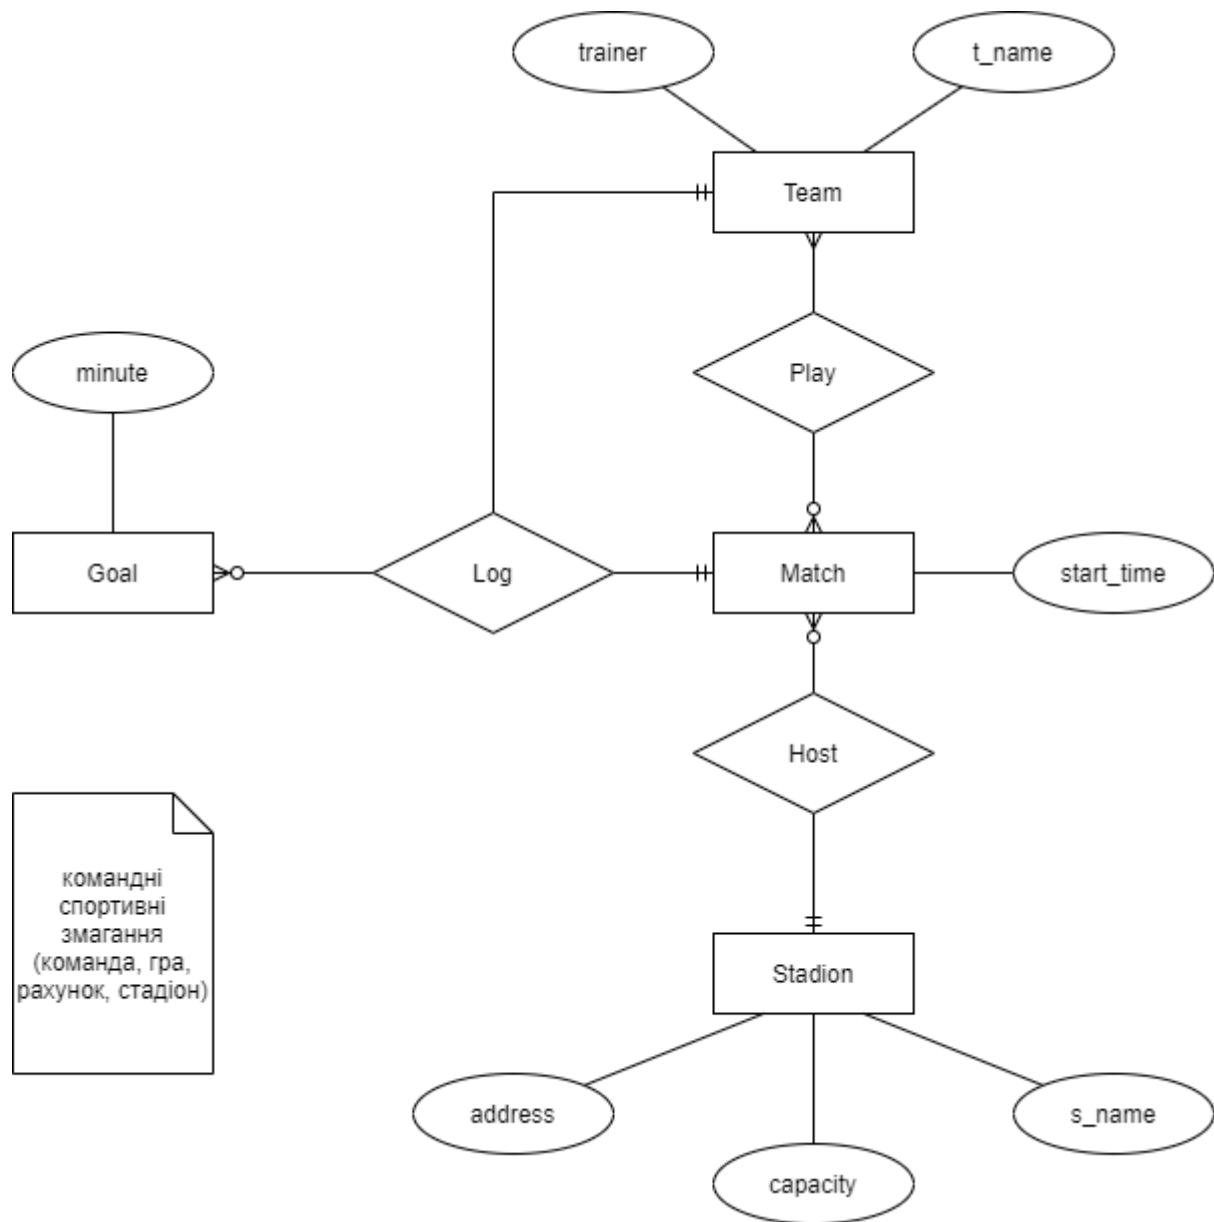 trainer
t_name
Team
minute
Play
Goal
Log
Match
start_time
Host
командні
спортивні
змагання
(команда, гра,
рахунок, стадіон)
Stadion
address
s_name
capacity